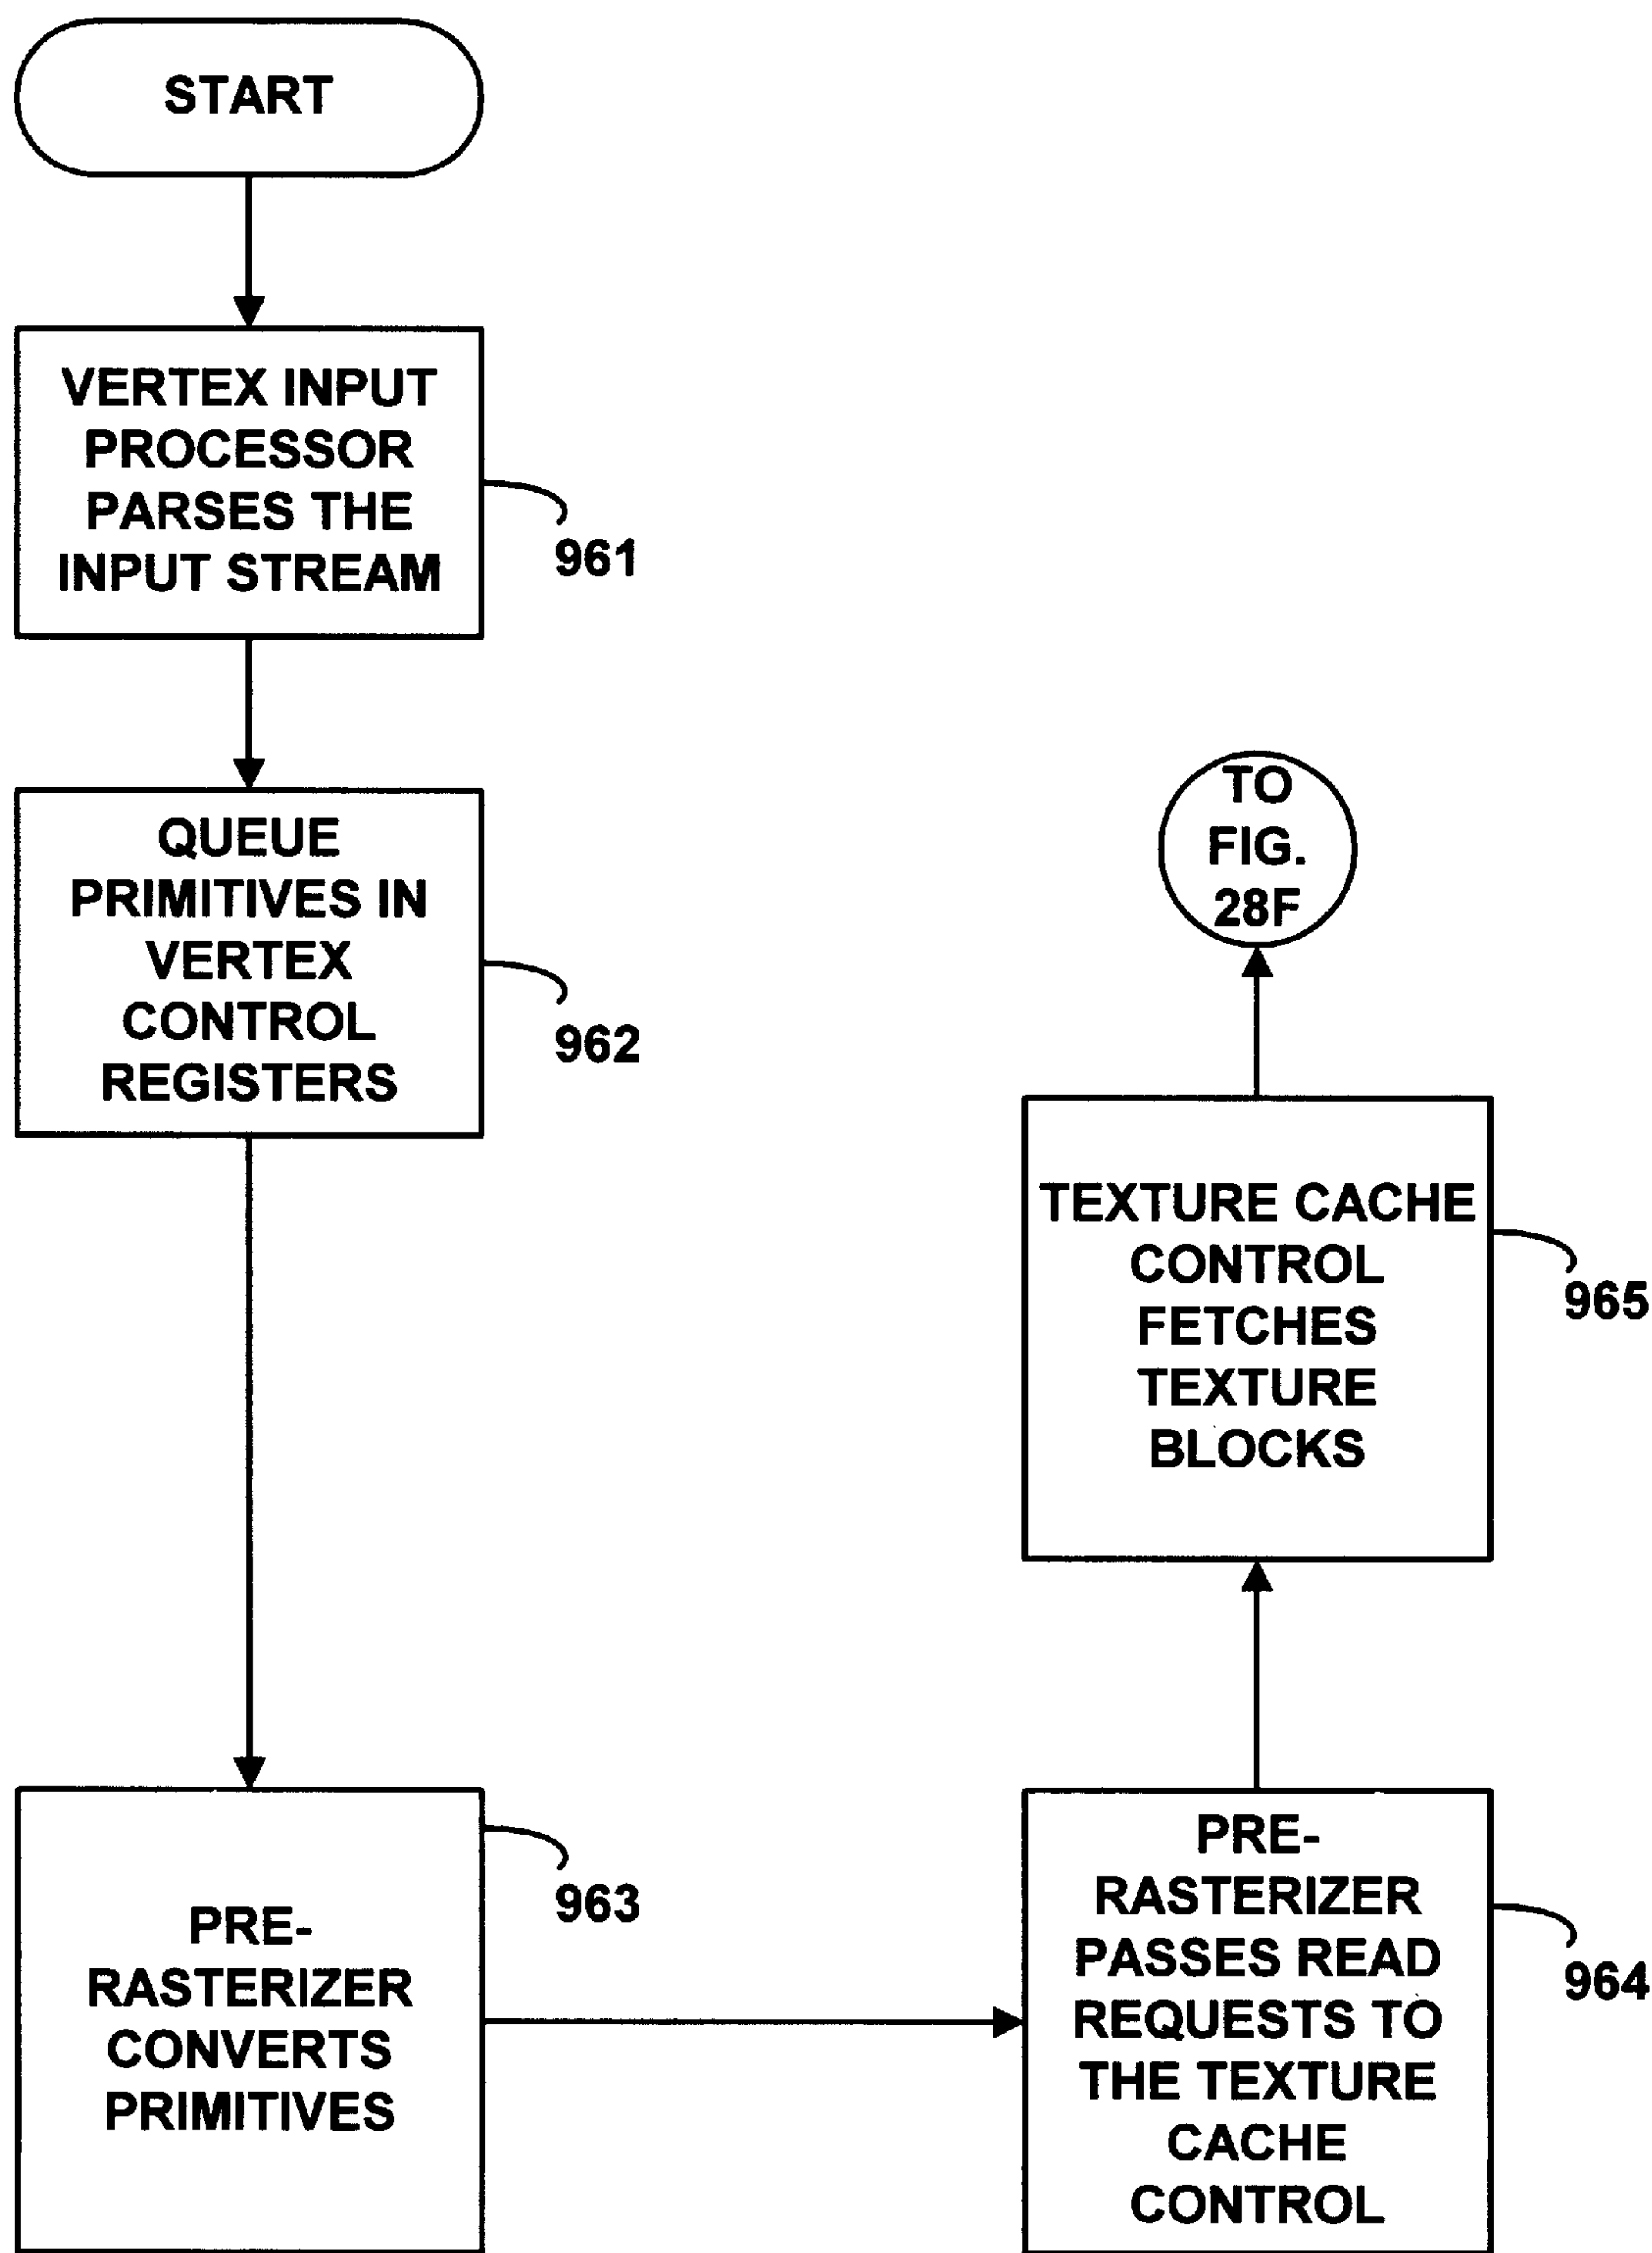 START
VERTEX INPUT
PROCESSOR
PARSES THE
INPUT STREAM
961
QUEUE
PRIMITIVES IN
VERTEX
CONTROL
REGISTERS
962
PRE-
RASTERIZER
CONVERTS
PRIMITIVES
963
PRE-
RASTERIZER
PASSES READ
REQUESTS TO
THE TEXTURE
CACHE
CONTROL
964
TEXTURE CACHE
CONTROL
FETCHES
TEXTURE
BLOCKS
965
TO
FIG.
28F